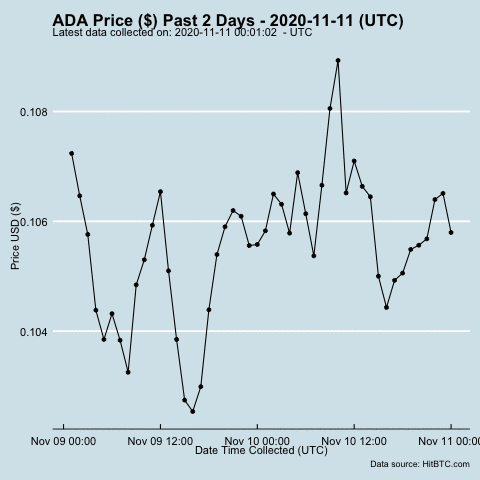 ADA Price ($) Past 2 Days - 2020-11-11 (UTC)
Latest data collected on: 2020-11-11 00:01:02  - UTC
0.108
0.106
0.104
Price USD ($)
Nov 09 00:00 Nov 09 12:00 Nov 10 00:00 Nov 10 12:00 Nov 11 00:00
Date Time Collected (UTC)
Data source: HitBTC.com